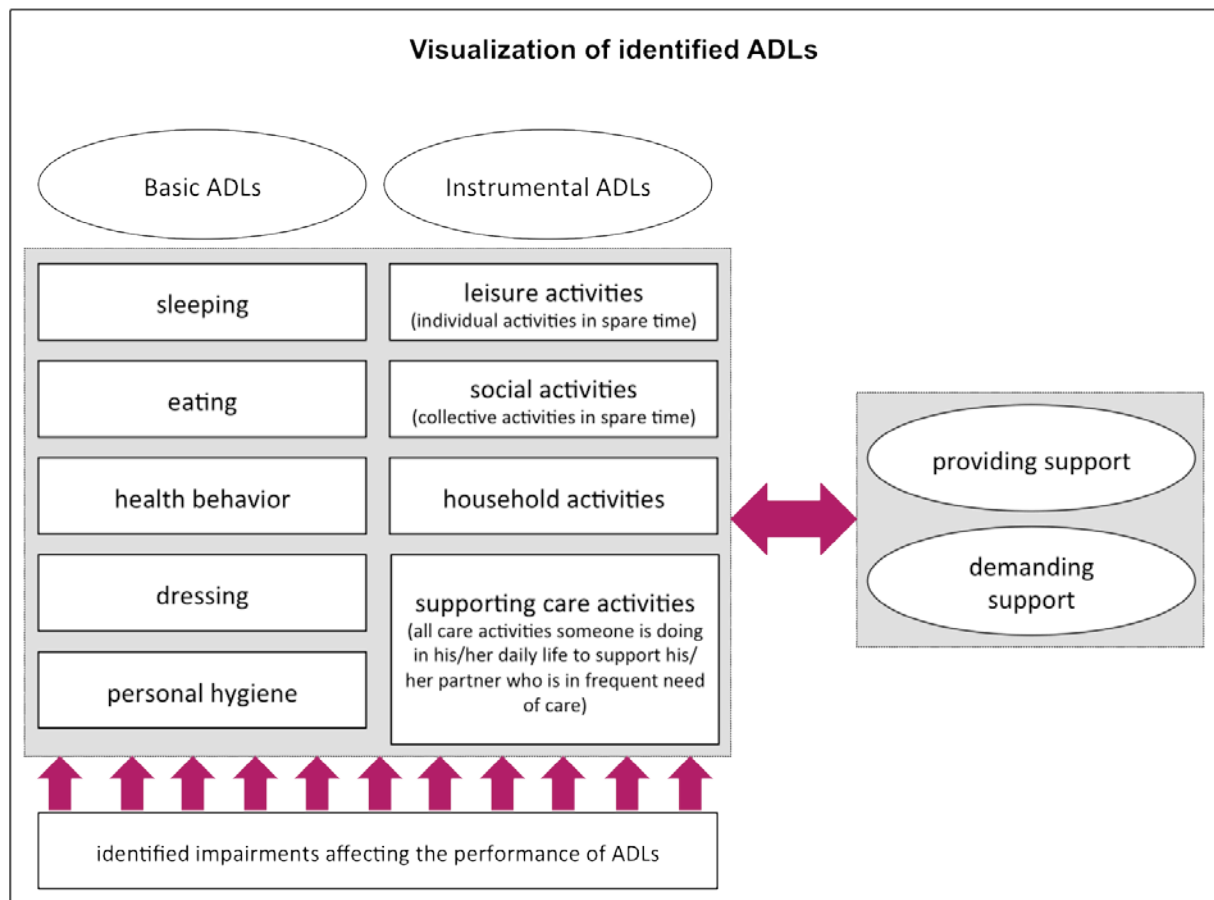 Visualization of identified ADLs
Basic ADLs
Instrumental ADLs
sleeping
eating
health behavior
dressing
personal hygiene
leisure activities
(individual activities in spare time)
social activities
(collective activities in spare time)
household activities
supporting care activities
(all care activities someone is doing
in his/her daily life to support his/
her partner who is in frequent need
of care)
providing support
demanding
support
identified impairments affecting the performance of ADLs